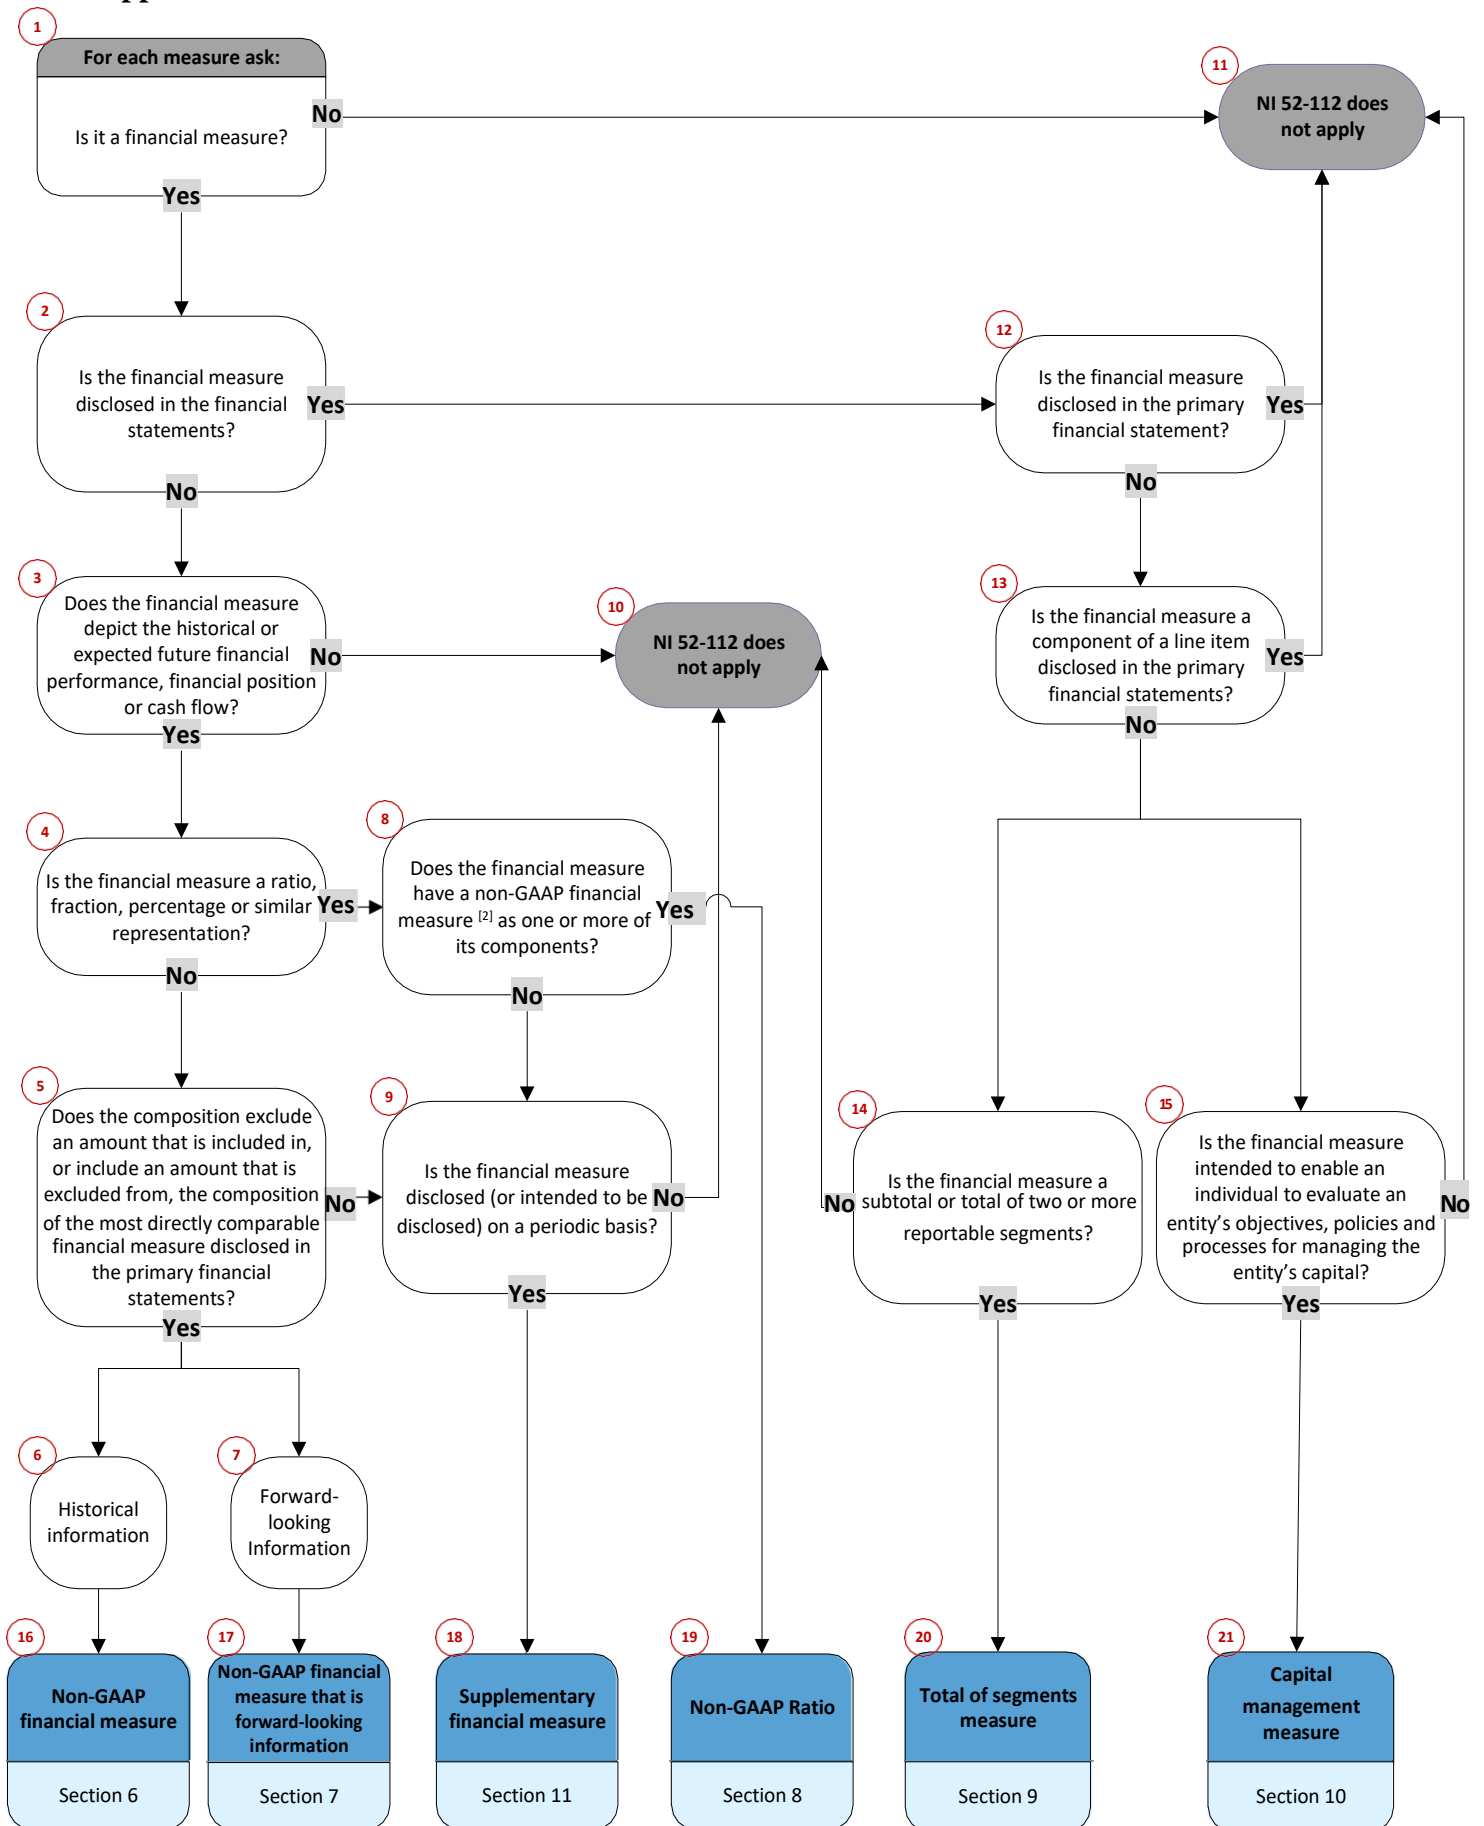 1
For each measure ask:
Is it a financial measure?
No
Yes
11
NI 52-112 does
not apply
2
Is the financial measure
disclosed in the financial
statements?
Yes
No
12
Is the financial measure
disclosed in the primary
financial statement?
Yes
No
3
Does the financial measure
depict the historical or
expected future financial
performance, financial position
or cash flow?
No
Yes
10
NI 52-112 does
not apply
13
Is the financial measure a
component of a line item
disclosed in the primary
financial statements?
Yes
No
4
Is the financial measure a ratio,
fraction, percentage or similar
representation?
Yes
No
8
Does the financial measure
have a non-GAAP financial
measure [2] as one or more of
its components?
Yes
No
5
Does the composition exclude
an amount that is included in,
or include an amount that is
excluded from, the composition
of the most directly comparable
financial measure disclosed in
the primary financial
statements?
No
Yes
9
Is the financial measure
disclosed (or intended to be
disclosed) on a periodic basis?
No
Yes
14
Is the financial measure a
subtotal or total of two or more
reportable segments?
No
Yes
15
Is the financial measure
intended to enable an
individual to evaluate an
entity's objectives, policies and
processes for managing the
entity's capital?
No
Yes
6
Historical
information
7
Forward-
looking
Information
16
Non-GAAP
financial measure
Section 6
17
Non-GAAP financial
measure that is
forward-looking
information
Section 7
18
Supplementary
financial measure
Section 11
19
Non-GAAP Ratio
Section 8
20
Total of segments
measure
Section 9
21
Capital
management
measure
Section 10